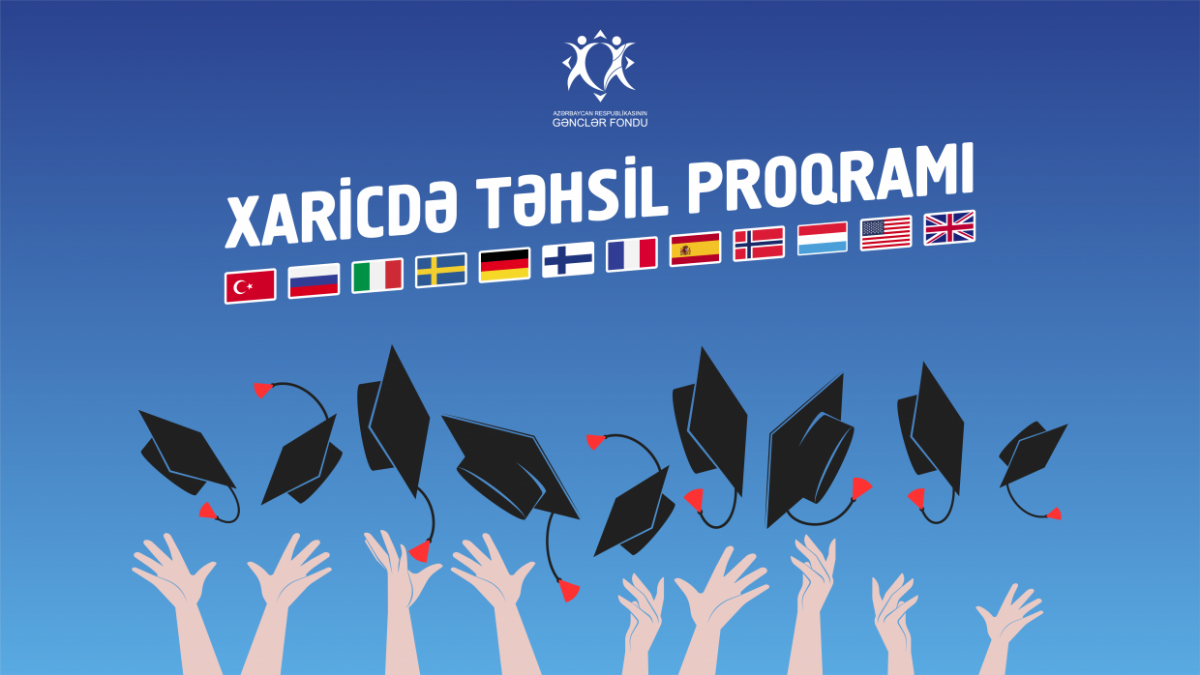 AZƏRBAYCAN RESPUBLİKASININ
GƏNCLƏR FONDU
XARİCDƏ TƏHSİL PROQRAMI